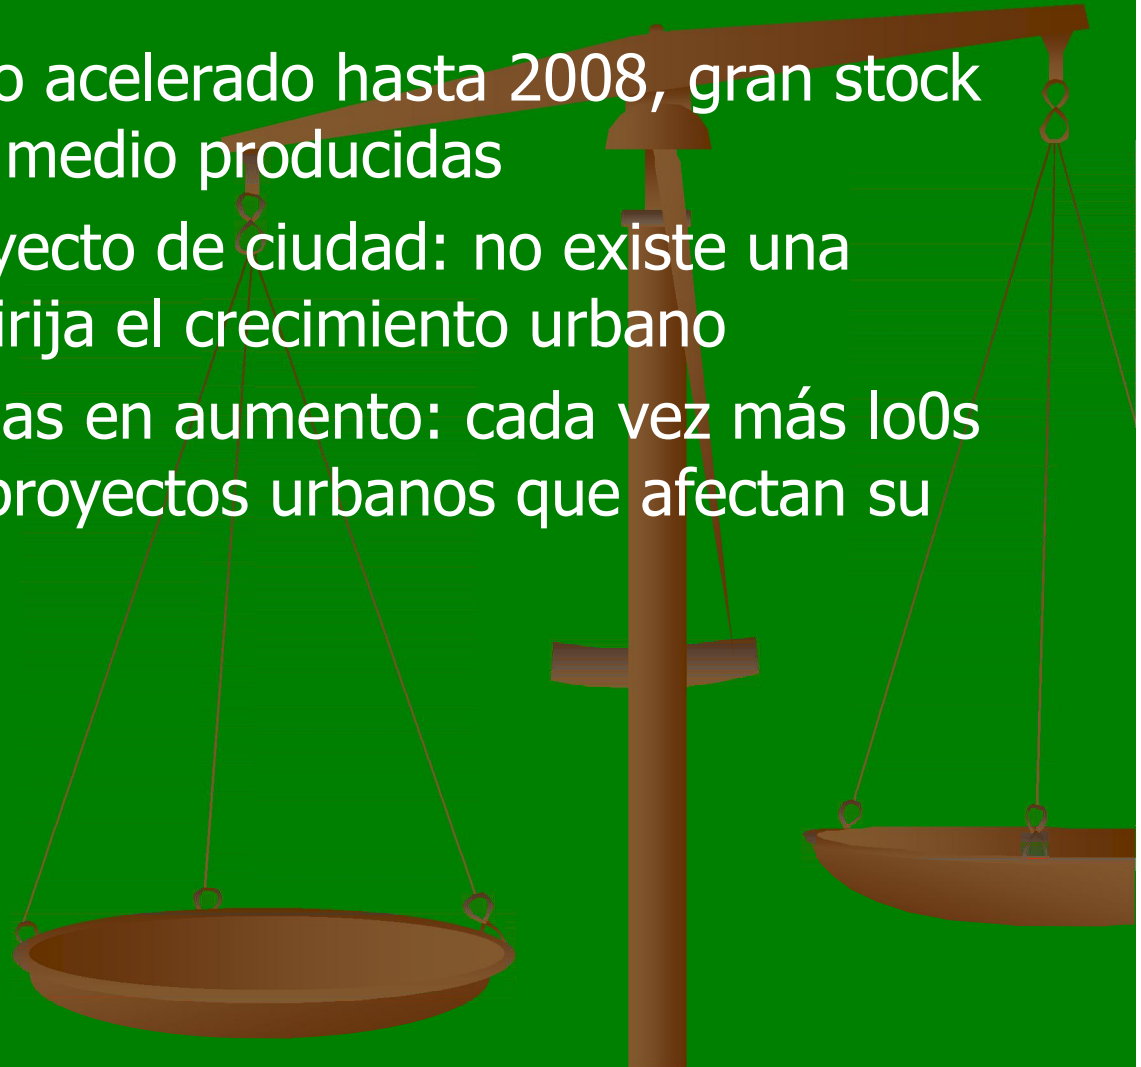 o acelerado hasta 2008, gran stock
medio producidas
yecto de ciudad: no existe una
irija el crecimiento urbano
as en aumento: cada vez más lo0s
proyectos urbanos que afectan su